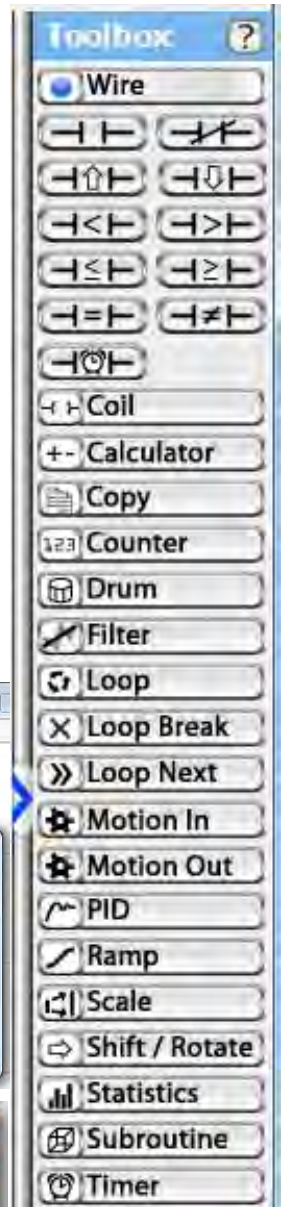 Toolbox ?
Wire
<
>
≤
≥
=
≠
Coil
+- Calculator
Copy
123 Counter
Drum
Filter
Loop
Loop Break
Loop Next
Motion In
Motion Out
PID
Ramp
Scale
Shift / Rotate
Statistics
Subroutine
Timer